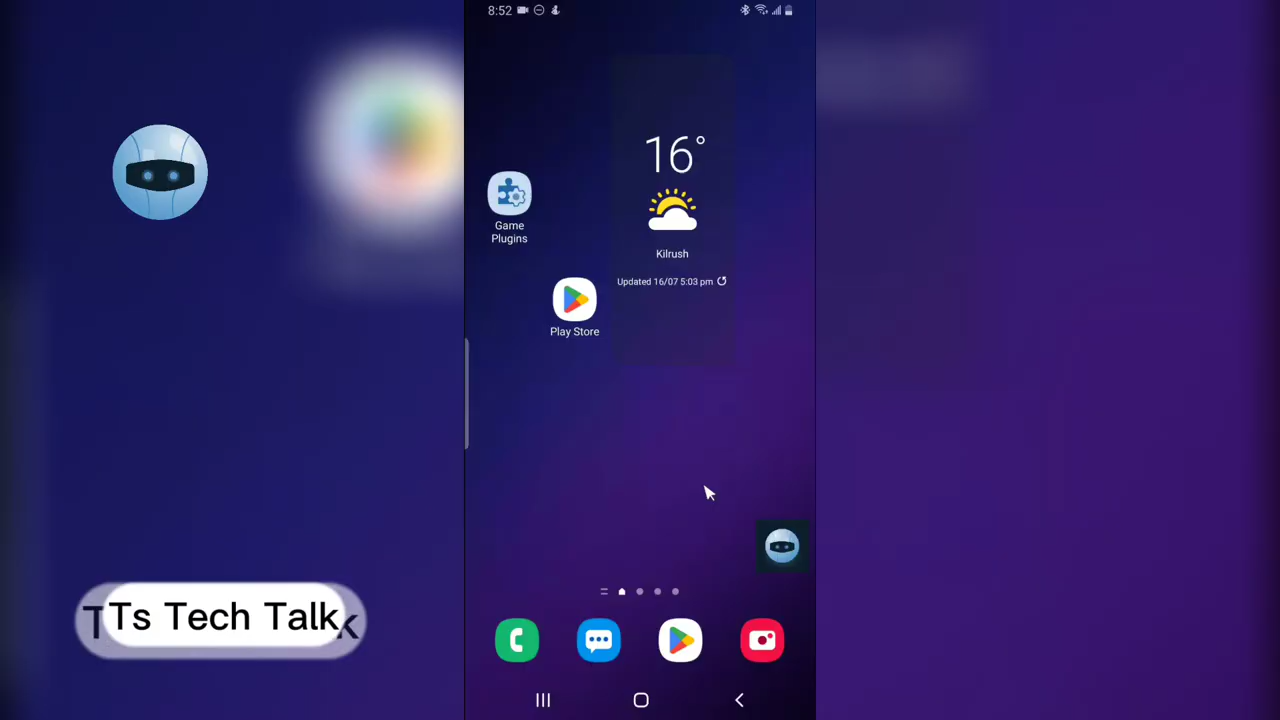 8:52
16°
Game
Plugins
Kilrush
Updated 16/07 5:03 pm
Play Store
Ts Tech Talk